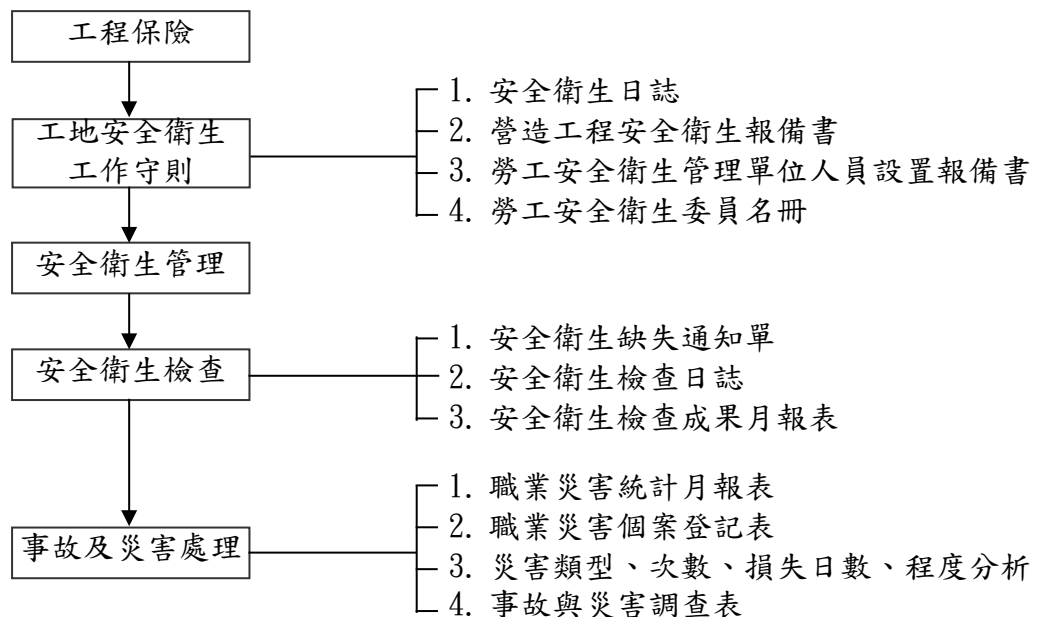 工程保險
工地安全衛生
工作守則
1. 安全衛生日誌
2. 營造工程安全衛生報備書
3. 勞工安全衛生管理單位人員設置報備書
4. 勞工安全衛生委員名冊
安全衛生管理
安全衛生檢查
1. 安全衛生缺失通知單
2. 安全衛生檢查日誌
3. 安全衛生檢查成果月報表
事故及災害處理
1. 職業災害統計月報表
2. 職業災害個案登記表
3. 災害類型、次數、損失日數、程度分析
4. 事故與災害調查表